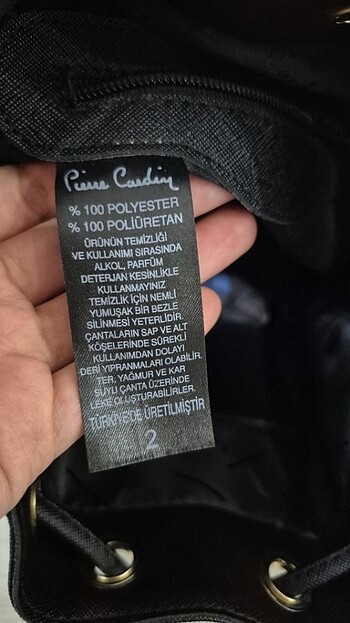 Pierre Cardin
% 100 POLYESTER
% 100 POLİÜRETAN
ÜRÜNÜN TEMİZLİĞİ
VE KULLANIMI SIRASINDA
ALKOL, PARFÜM
DETERJAN KESİNLİKLE
KULLANMAYINIZ
TEMİZLİK İÇİN NEMLİ
YUMUŞAK BİR BEZLE
SİLİNMESİ YETERLİDİR.
ÇANTALARIN SAP VE ALT
KÖŞELERİNDE SÜREKLİ
KULLANIMDAN DOLAYI
DERİ YIPRANMALARI OLABİLİR.
TER, YAĞMUR VE KAR
SUYU ÇANTA ÜZERİNDE
LEKE OLUŞTURABİLİRLER.
TÜRKİYE'DE ÜRETİLMİŞTİR
2